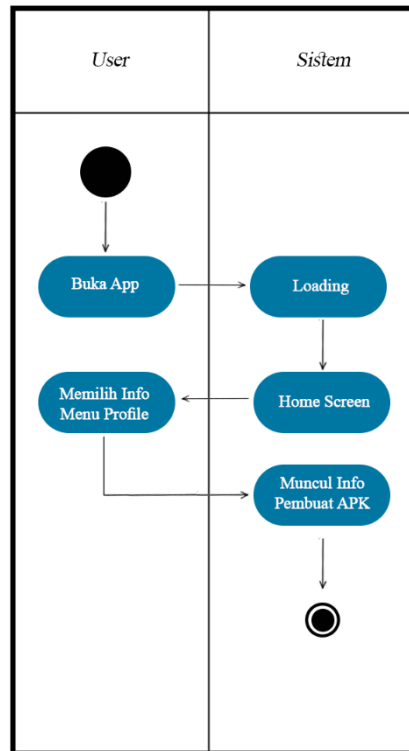 User
Sistem
Buka App
Loading
Memilih Info
Menu Profile
Home Screen
Muncul Info
Pembuat APK